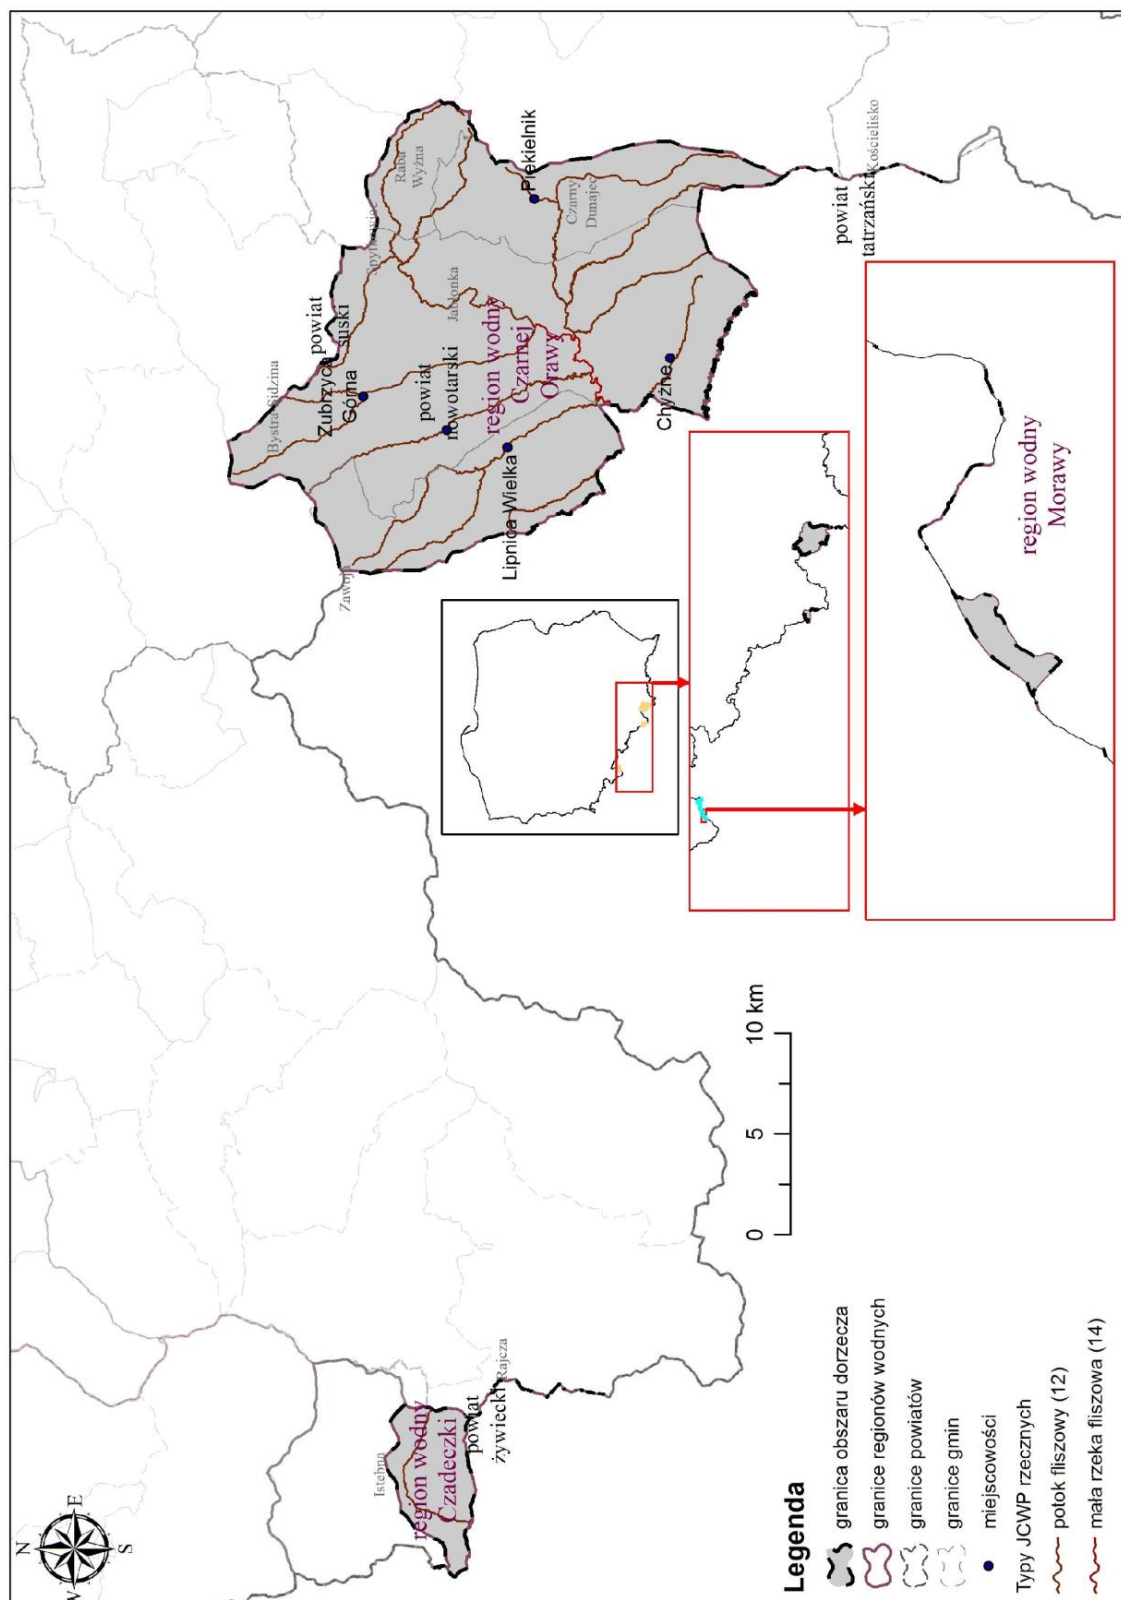 N
E
S
W
Istebna
region wodny
Czadeczki
powiat
żywiecki
Rajcza
Zawoja
Bystra-Sidzina
powiat
suski
Zubrzyca
Górna
Spytkowice
Raba
Wyżna
powiat
nowotarski
Jabłonka
region wodny
Czarnej
Orawy
Lipnica Wielka
Piekielnik
Czarny
Dunajec
Chyżne
powiat
tatrzański
Kościelisko
region wodny
Morawy
0
5
10 km
Legenda
granica obszaru dorzecza
granice regionów wodnych
granice powiatów
granice gmin
miejscowości
Typy JCWP rzecznych
potok fliszowy (12)
mała rzeka fliszowa (14)